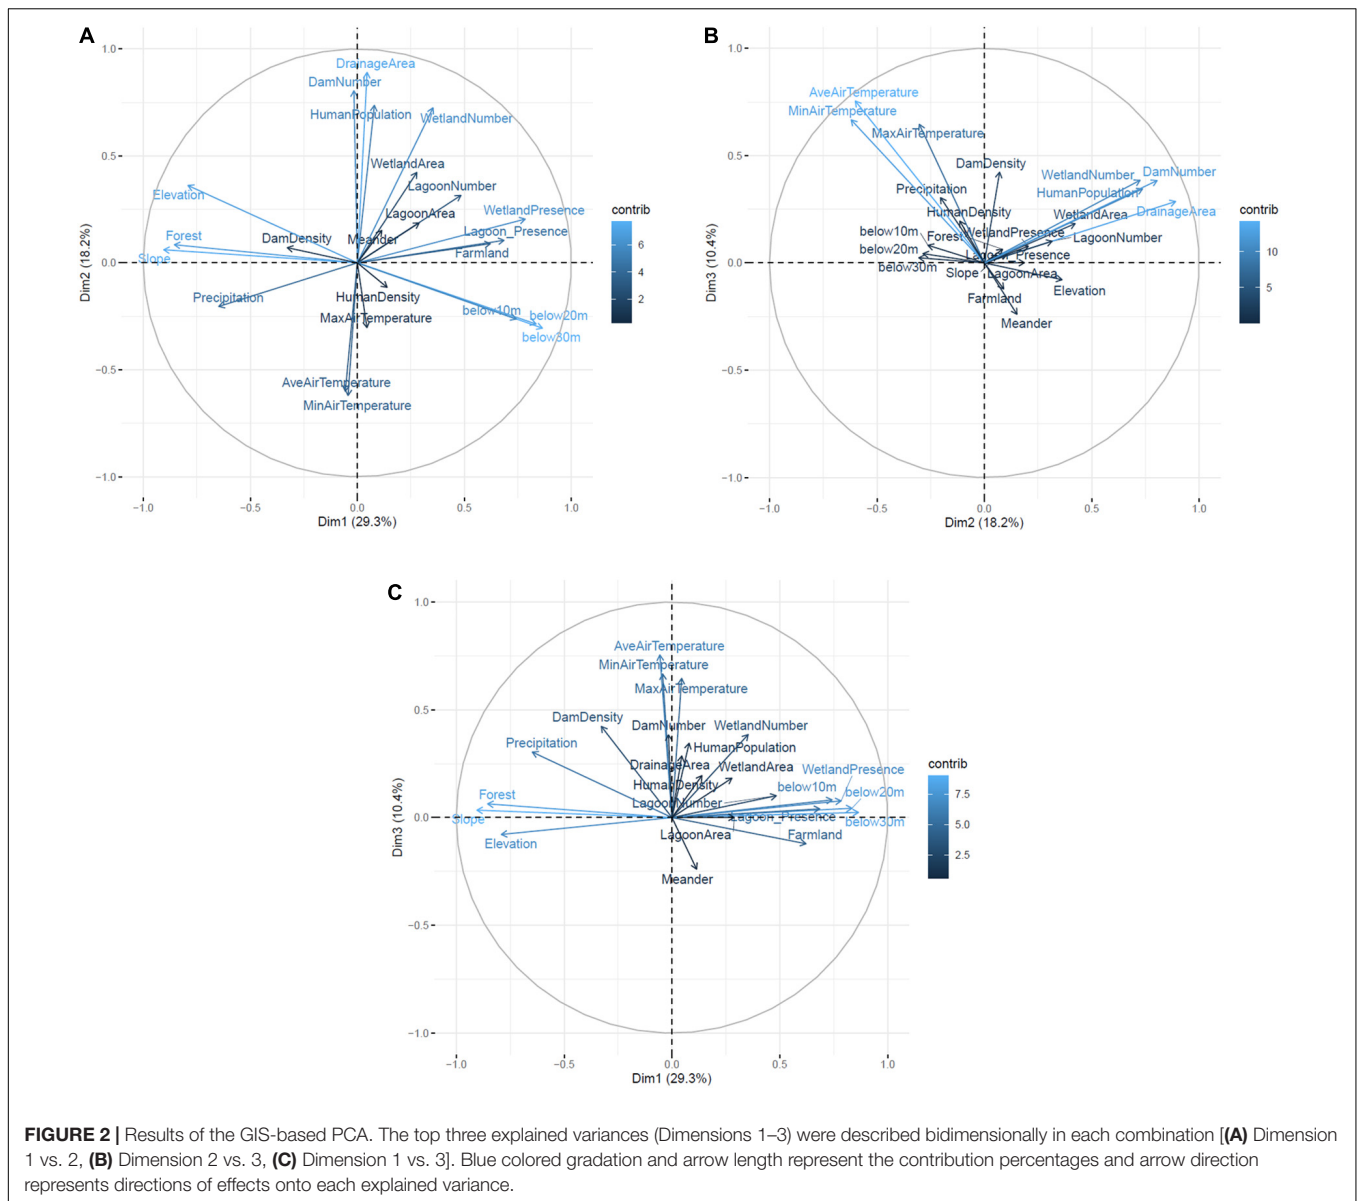 A
1.0
0.5
0.0
−0.5
−1.0
Dim2 (18.2%)
DrainageArea
DamNumber
HumanPopulation
WetlandNumber
WetlandArea
LagoonNumber
Elevation
LagoonArea
WetlandPresence
Forest
DamDensity
Meander
Lagoon_Presence
Slope
Farmland
Precipitation
HumanDensity
MaxAirTemperature
below10m
below20m
below30m
AveAirTemperature
MinAirTemperature
−1.0 −0.5 0.0 0.5 1.0
Dim1 (29.3%)
contrib
6
4
2
B
1.0
0.5
0.0
−0.5
−1.0
Dim3 (10.4%)
AveAirTemperature
MinAirTemperature
MaxAirTemperature
DamDensity
WetlandNumber
DamNumber
Precipitation
HumanPopulation
HumanDensity
WetlandArea
DrainageArea
below10m
Forest
WetlandPresence
LagoonNumber
below20m
Lagoon_Presence
below30m
Slope
LagoonArea
Elevation
Farmland
Meander
−1.0 −0.5 0.0 0.5 1.0
Dim2 (18.2%)
contrib
10
5
C
1.0
0.5
0.0
−0.5
−1.0
Dim3 (10.4%)
AveAirTemperature
MinAirTemperature
MaxAirTemperature
DamDensity
DamNumber
WetlandNumber
Precipitation
HumanPopulation
DrainageArea
WetlandArea
WetlandPresence
HumanDensity
below10m
Forest
below20m
LagoonNumber
Slope
Lagoon_Presence
below30m
Elevation
LagoonArea
Farmland
Meander
−1.0 −0.5 0.0 0.5 1.0
Dim1 (29.3%)
contrib
7.5
5.0
2.5
FIGURE 2 | Results of the GIS-based PCA. The top three explained variances (Dimensions 1–3) were described bidimensionally in each combination [(A) Dimension
1 vs. 2, (B) Dimension 2 vs. 3, (C) Dimension 1 vs. 3]. Blue colored gradation and arrow length represent the contribution percentages and arrow direction
represents directions of effects onto each explained variance.